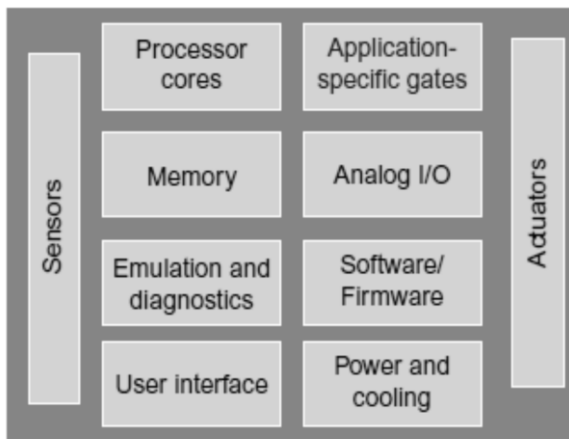 Sensors
Processor
cores
Application-
specific gates
Memory
Analog I/O
Emulation and
diagnostics
Software/
Firmware
User interface
Power and
cooling
Actuators